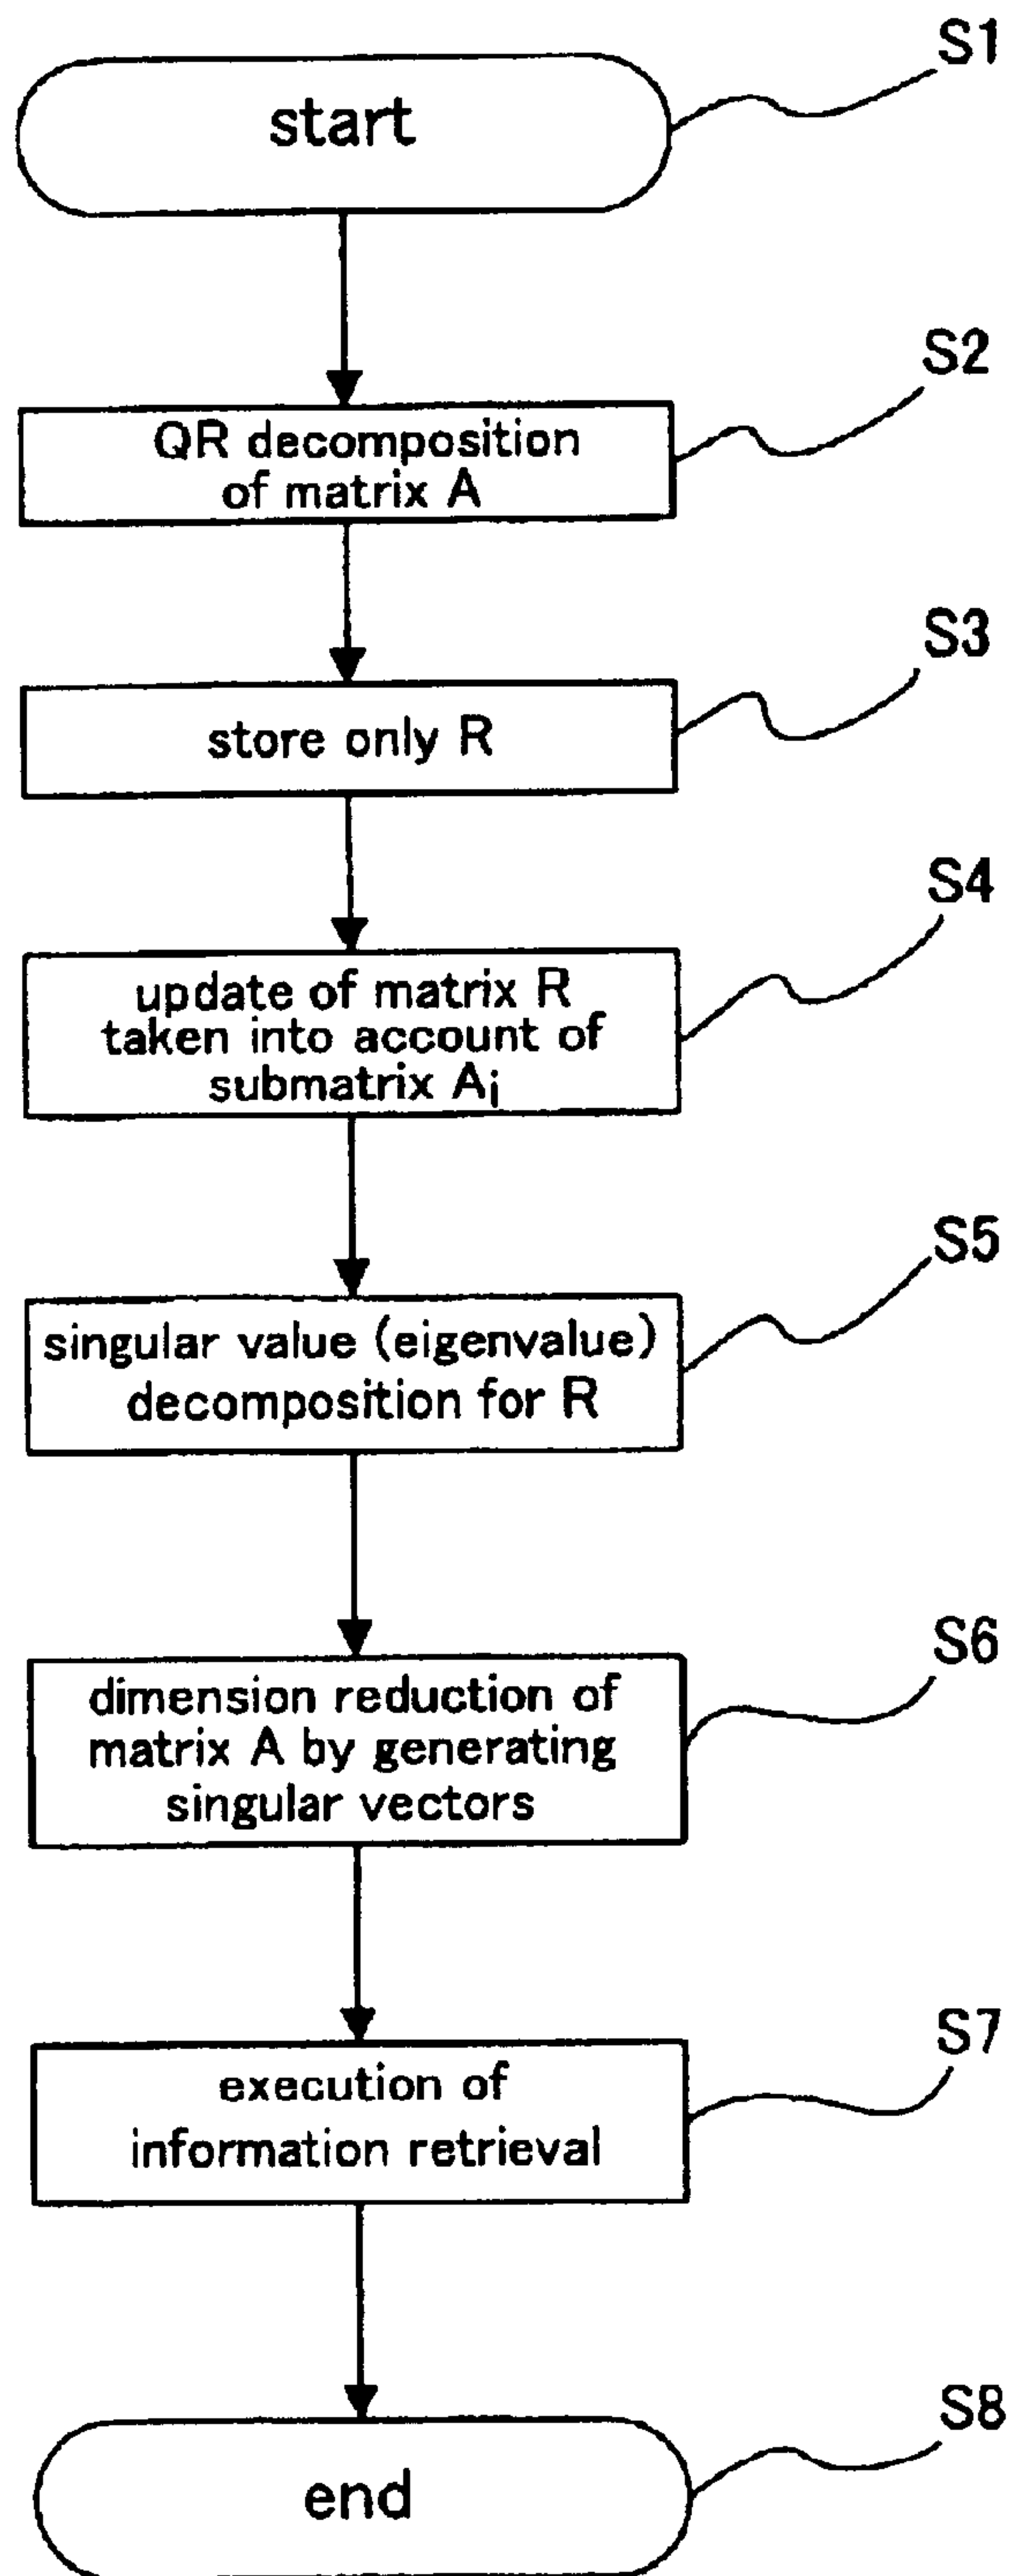 S1
start
S2
QR decomposition
of matrix A
S3
store only R
S4
update of matrix R
taken into account of
submatrix Ai
S5
singular value (eigenvalue)
decomposition for R
S6
dimension reduction of
matrix A by generating
singular vectors
S7
execution of
information retrieval
S8
end